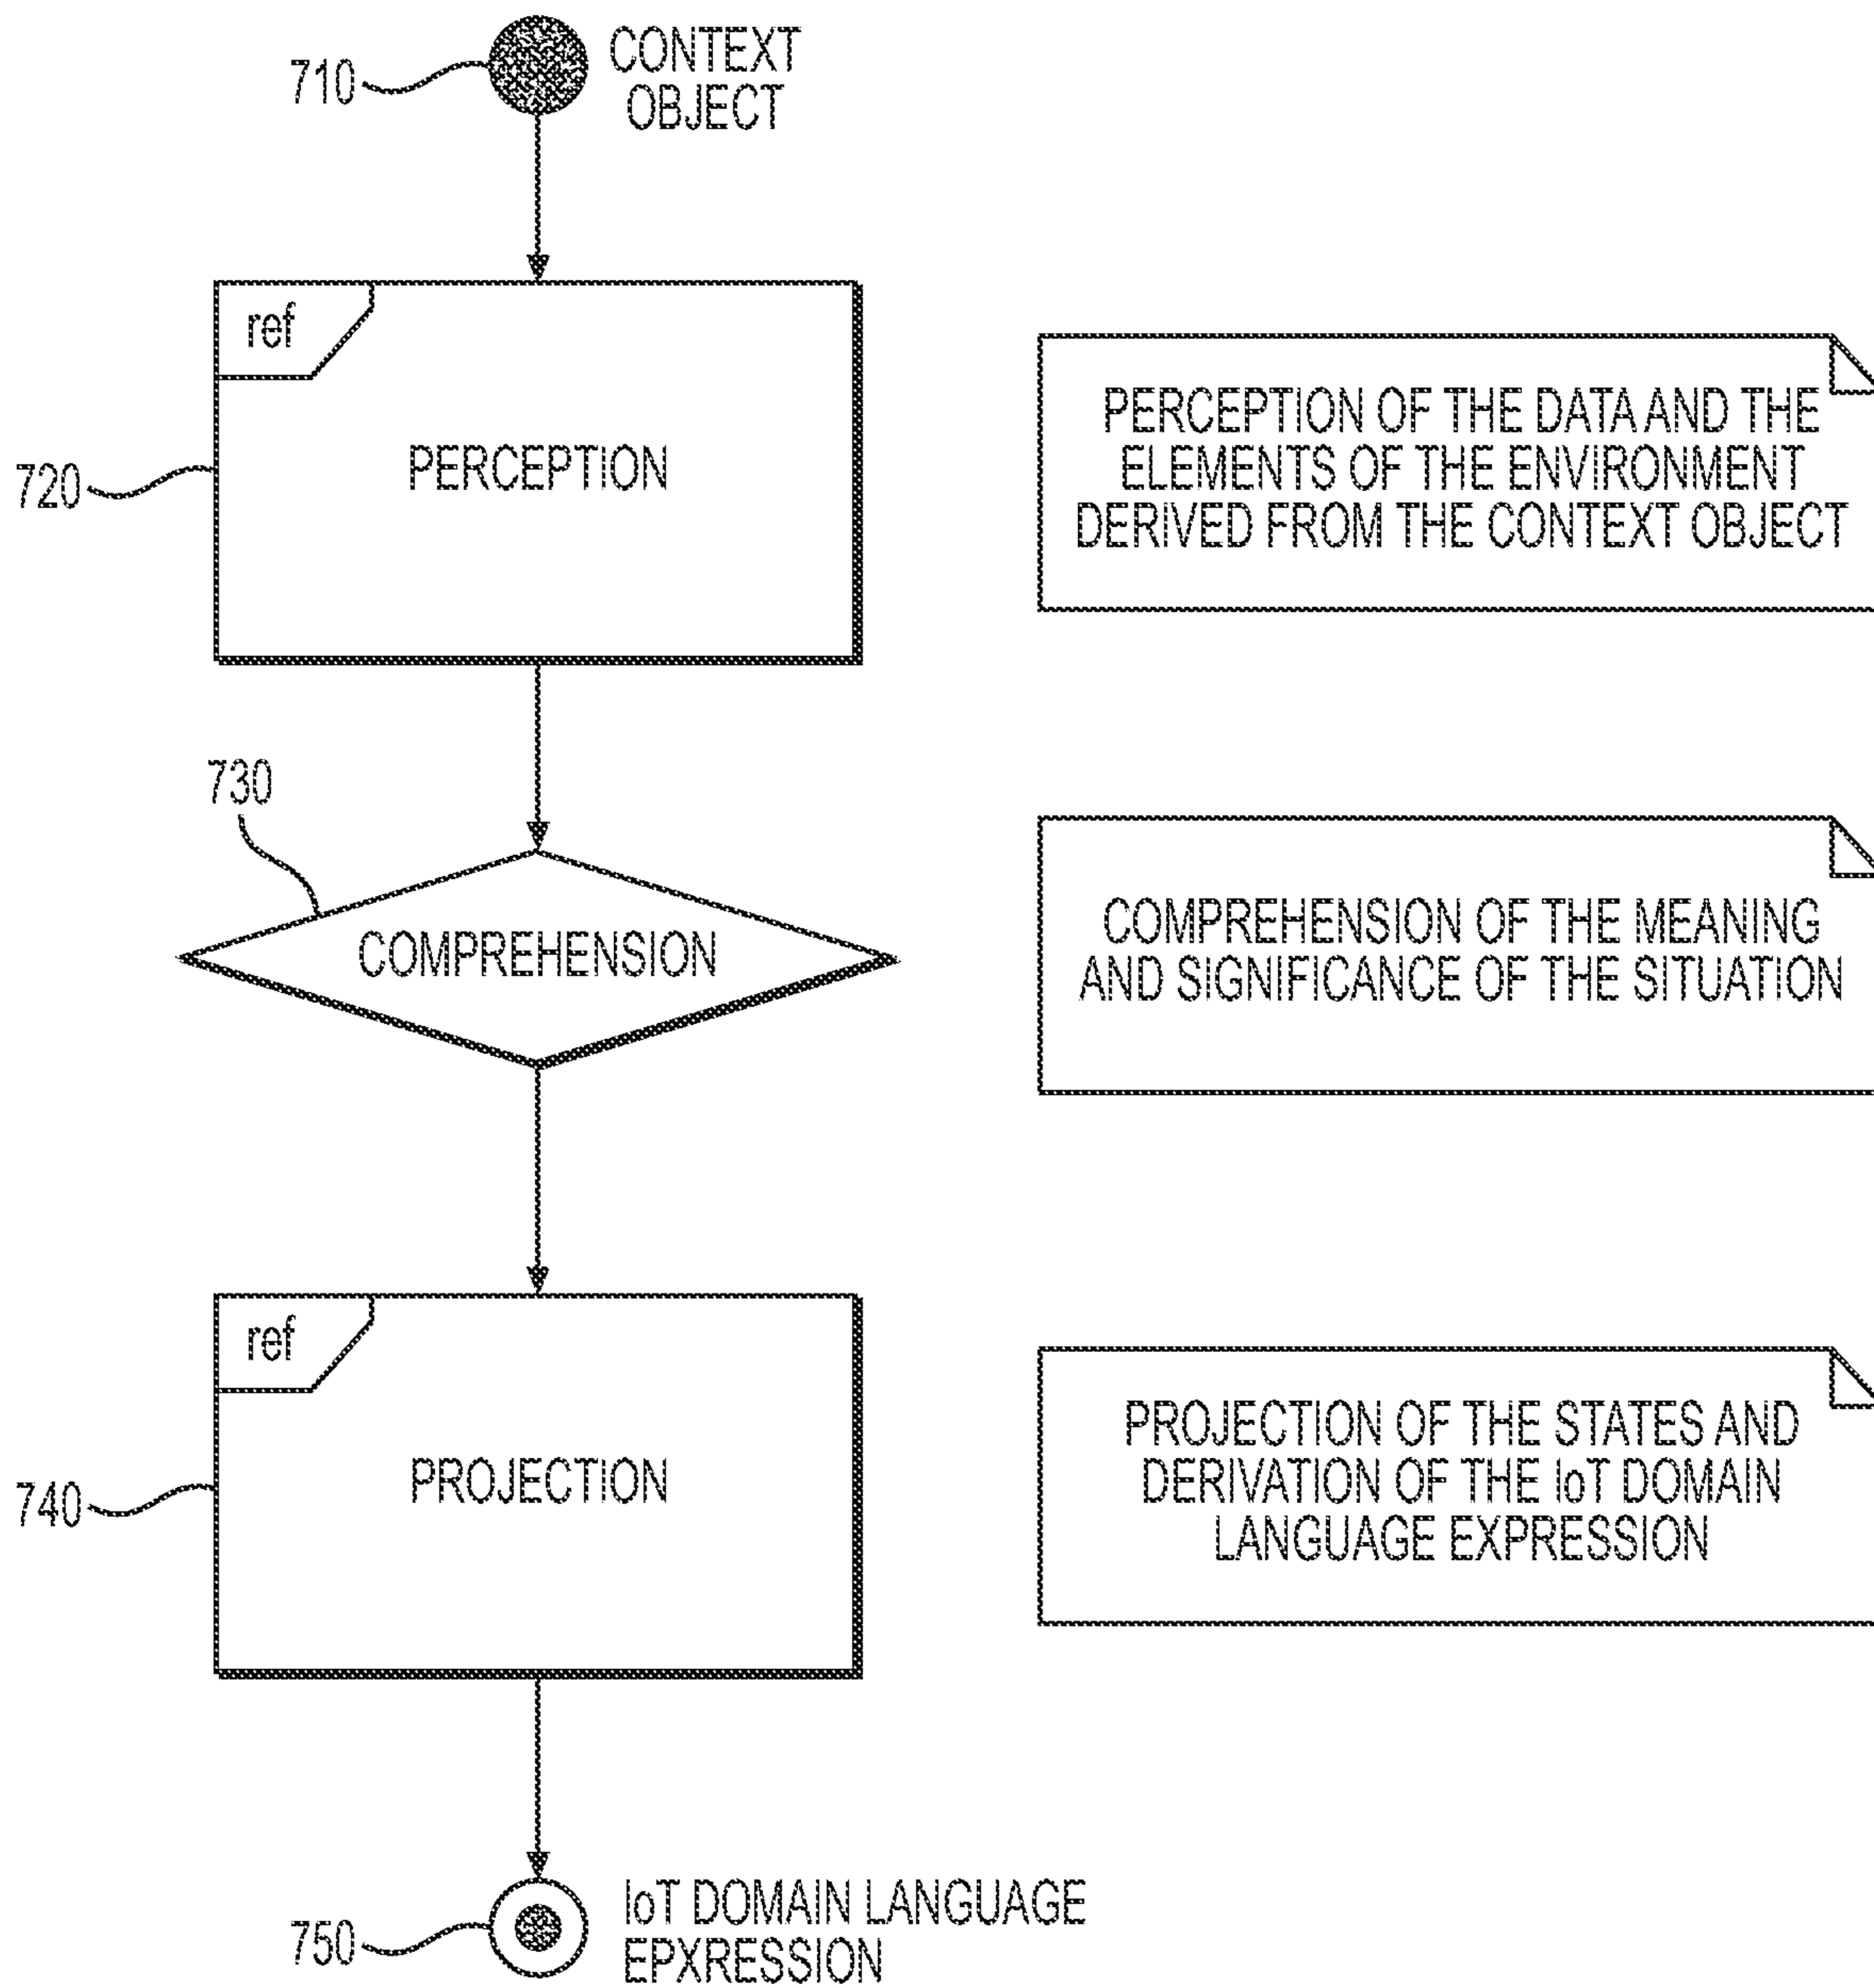 710
CONTEXT
OBJECT
ref
PERCEPTION
720
PERCEPTION OF THE DATA AND THE
ELEMENTS OF THE ENVIRONMENT
DERIVED FROM THE CONTEXT OBJECT
730
COMPREHENSION
COMPREHENSION OF THE MEANING
AND SIGNIFICANCE OF THE SITUATION
ref
PROJECTION
740
PROJECTION OF THE STATES AND
DERIVATION OF THE IoT DOMAIN
LANGUAGE EXPRESSION
750
IoT DOMAIN LANGUAGE
EPXRESSION